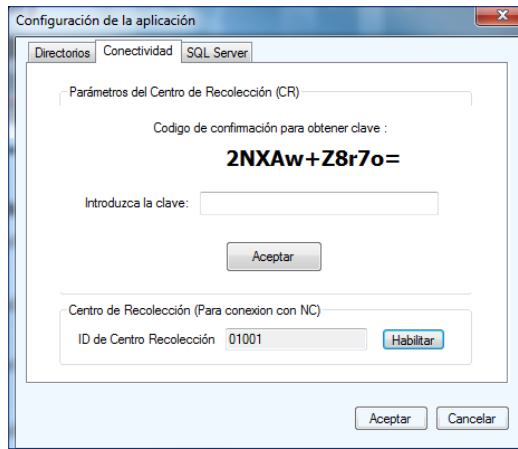 Configuración de la aplicación
Directorios Conectividad SQL Server
Parámetros del Centro de Recolección (CR)
Codigo de confirmación para obtener clave :
2NXAw+Z8r7o=
Introduzca la clave:
Aceptar
Centro de Recolección (Para conexion con NC)
ID de Centro Recolección 01001 Habilitar
Aceptar Cancelar